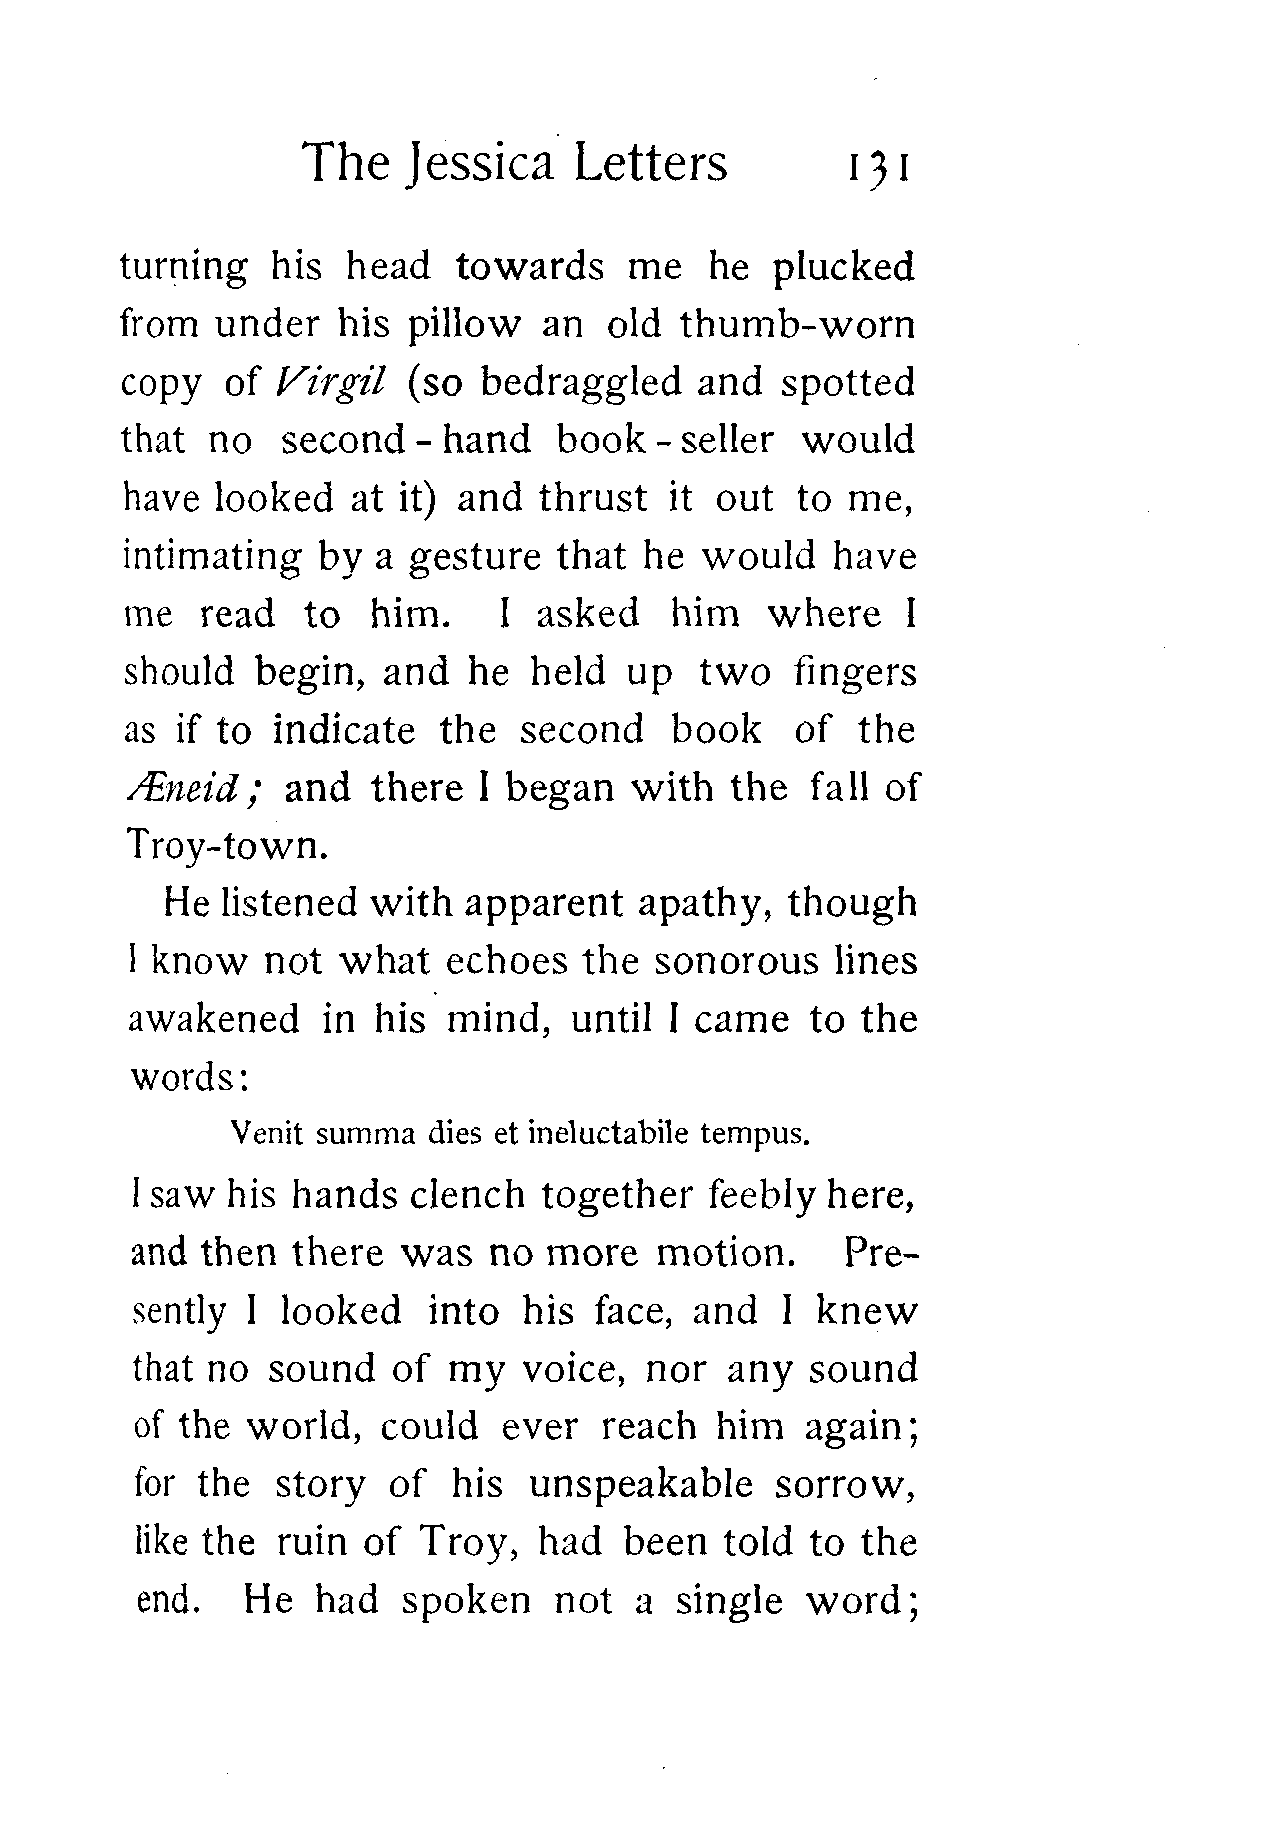 The Jessica Letters 131
turning his head towards me he plucked
from under his pillow an old thumb-worn
copy of Virgil (so bedraggled and spotted
that no second-hand book-seller would
have looked at it) and thrust it out to me,
intimating by a gesture that he would have
me read to him. I asked him where I
should begin, and he held up two fingers
as if to indicate the second book of the
Æneid; and there I began with the fall of
Troy-town.
He listened with apparent apathy, though
I know not what echoes the sonorous lines
awakened in his mind, until I came to the
words:
Venit summa dies et ineluctabile tempus.
I saw his hands clench together feebly here,
and then there was no more motion. Pre-
sently I looked into his face, and I knew
that no sound of my voice, nor any sound
of the world, could ever reach him again;
for the story of his unspeakable sorrow,
like the ruin of Troy, had been told to the
end. He had spoken not a single word;